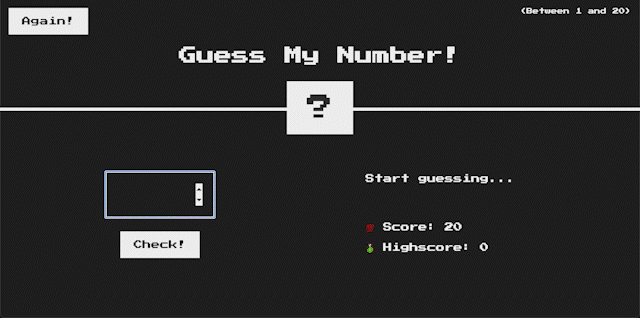 Again!
(Between 1 and 20)
Guess My Number!
?
Start guessing...
Check!
Score: 20
Highscore: 0